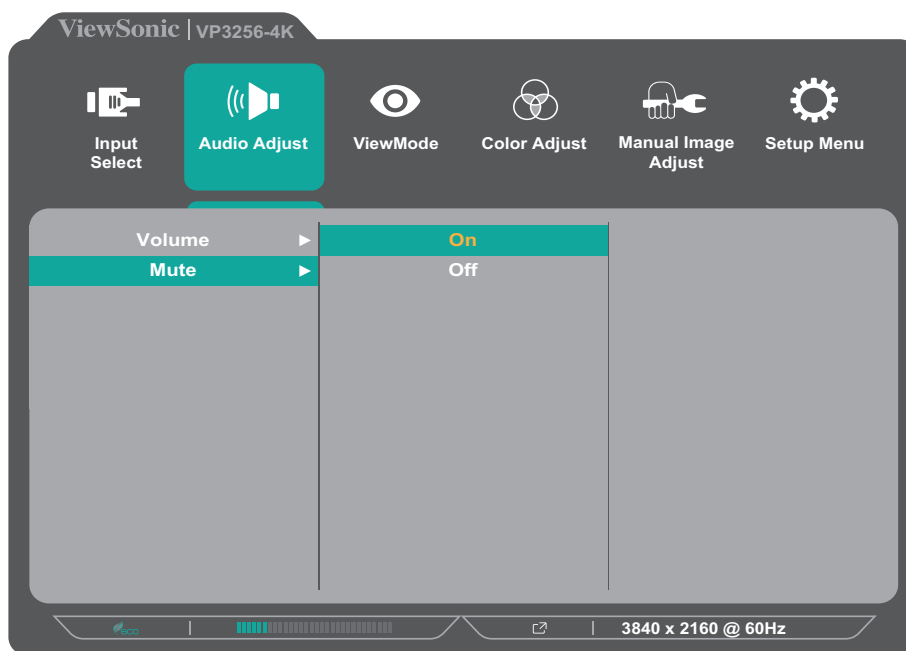 ViewSonic | VP3256-4K
Input
Select
Audio Adjust
ViewMode
Color Adjust
Manual Image
Adjust
Setup Menu
Volume
On
Mute
Off
eco
3840 x 2160 @ 60Hz